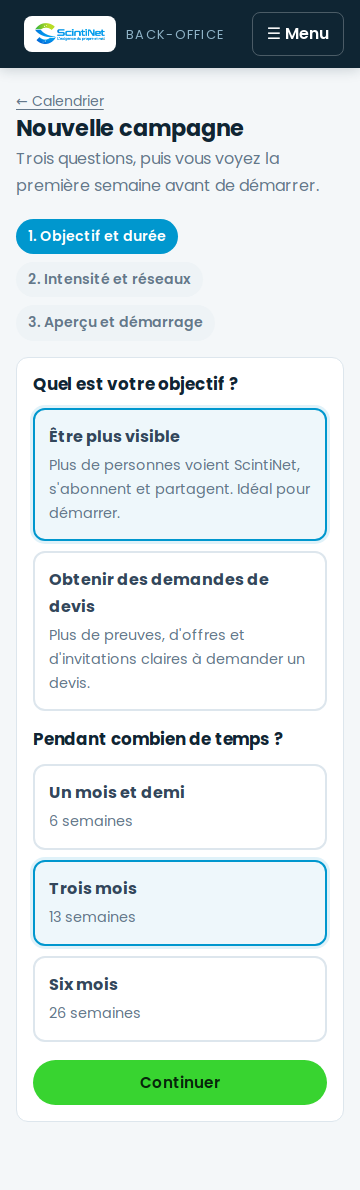 ScintiNet
BACK-OFFICE
☰ Menu
← Calendrier
Nouvelle campagne
Trois questions, puis vous voyez la
première semaine avant de démarrer.
1. Objectif et durée
2. Intensité et réseaux
3. Aperçu et démarrage
Quel est votre objectif ?
Être plus visible
Plus de personnes voient ScintiNet,
s'abonnent et partagent. Idéal pour
démarrer.
Obtenir des demandes de
devis
Plus de preuves, d'offres et
d'invitations claires à demander un
devis.
Pendant combien de temps ?
Un mois et demi
6 semaines
Trois mois
13 semaines
Six mois
26 semaines
Continuer